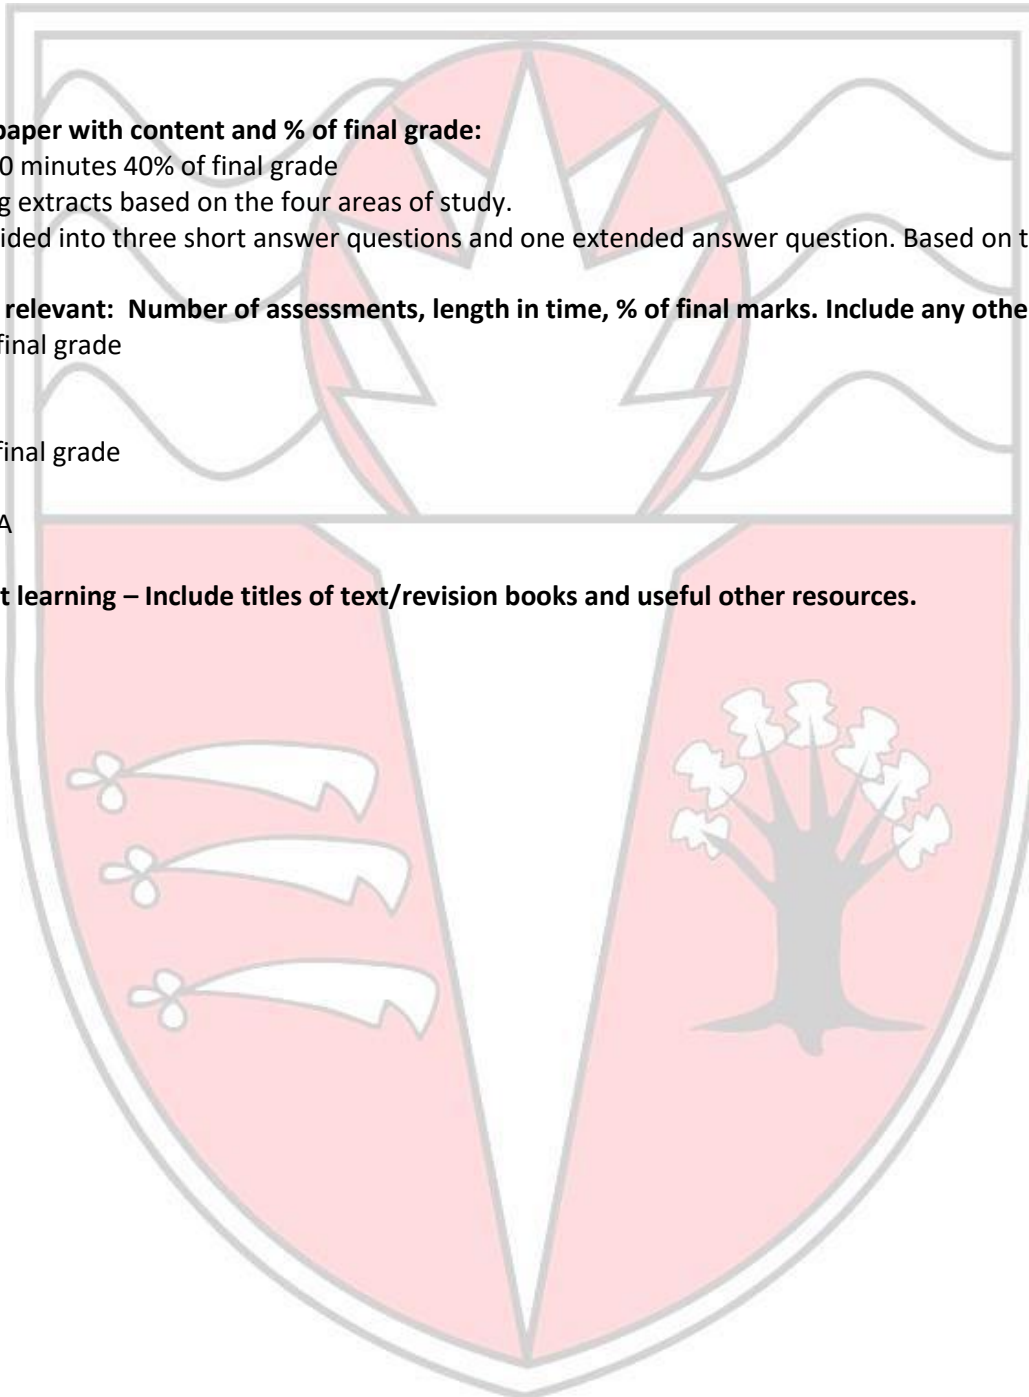 paper with content and % of final grade:
0 minutes 40% of final grade
g extracts based on the four areas of study.
ided into three short answer questions and one extended answer question. Based on t
relevant: Number of assessments, length in time, % of final marks. Include any othe
final grade
final grade
A
t learning – Include titles of text/revision books and useful other resources.